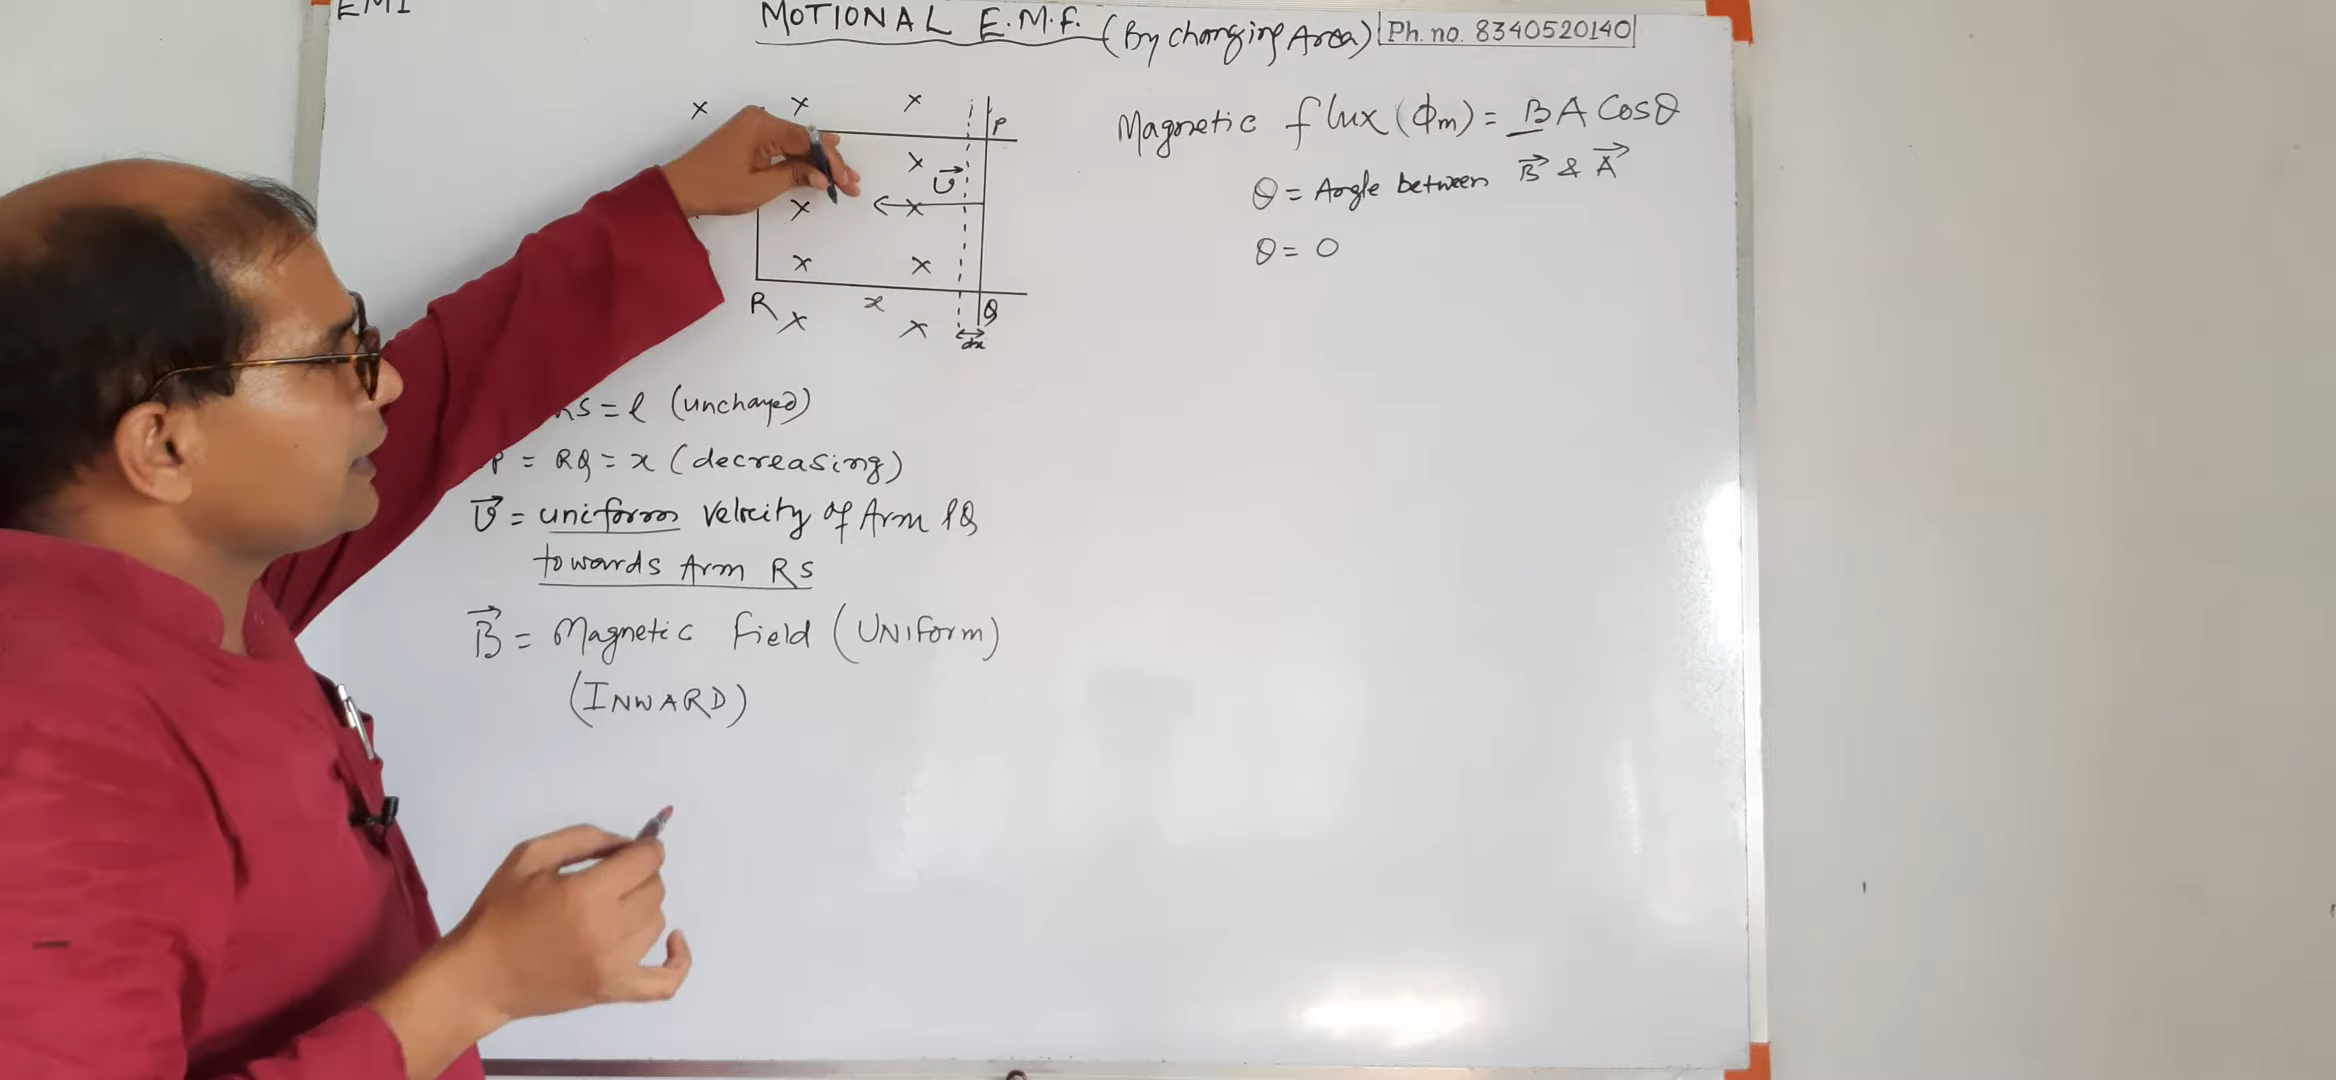 EMI
MOTIONAL E.M.F. (By changing Area)
Ph. no. 8340520140
x x x
P
x
v⃗
x x
x x
R x Q
x x
dx
RS = l (unchanged)
P = RQ = x (decreasing)
v⃗ = uniform velocity of Arm PQ
towards Arm RS
B⃗ = Magnetic Field (UNIForm)
(INWARD)
Magnetic flux (ϕm) = BA Cosθ
θ = Angle between B⃗ & A⃗
θ = 0